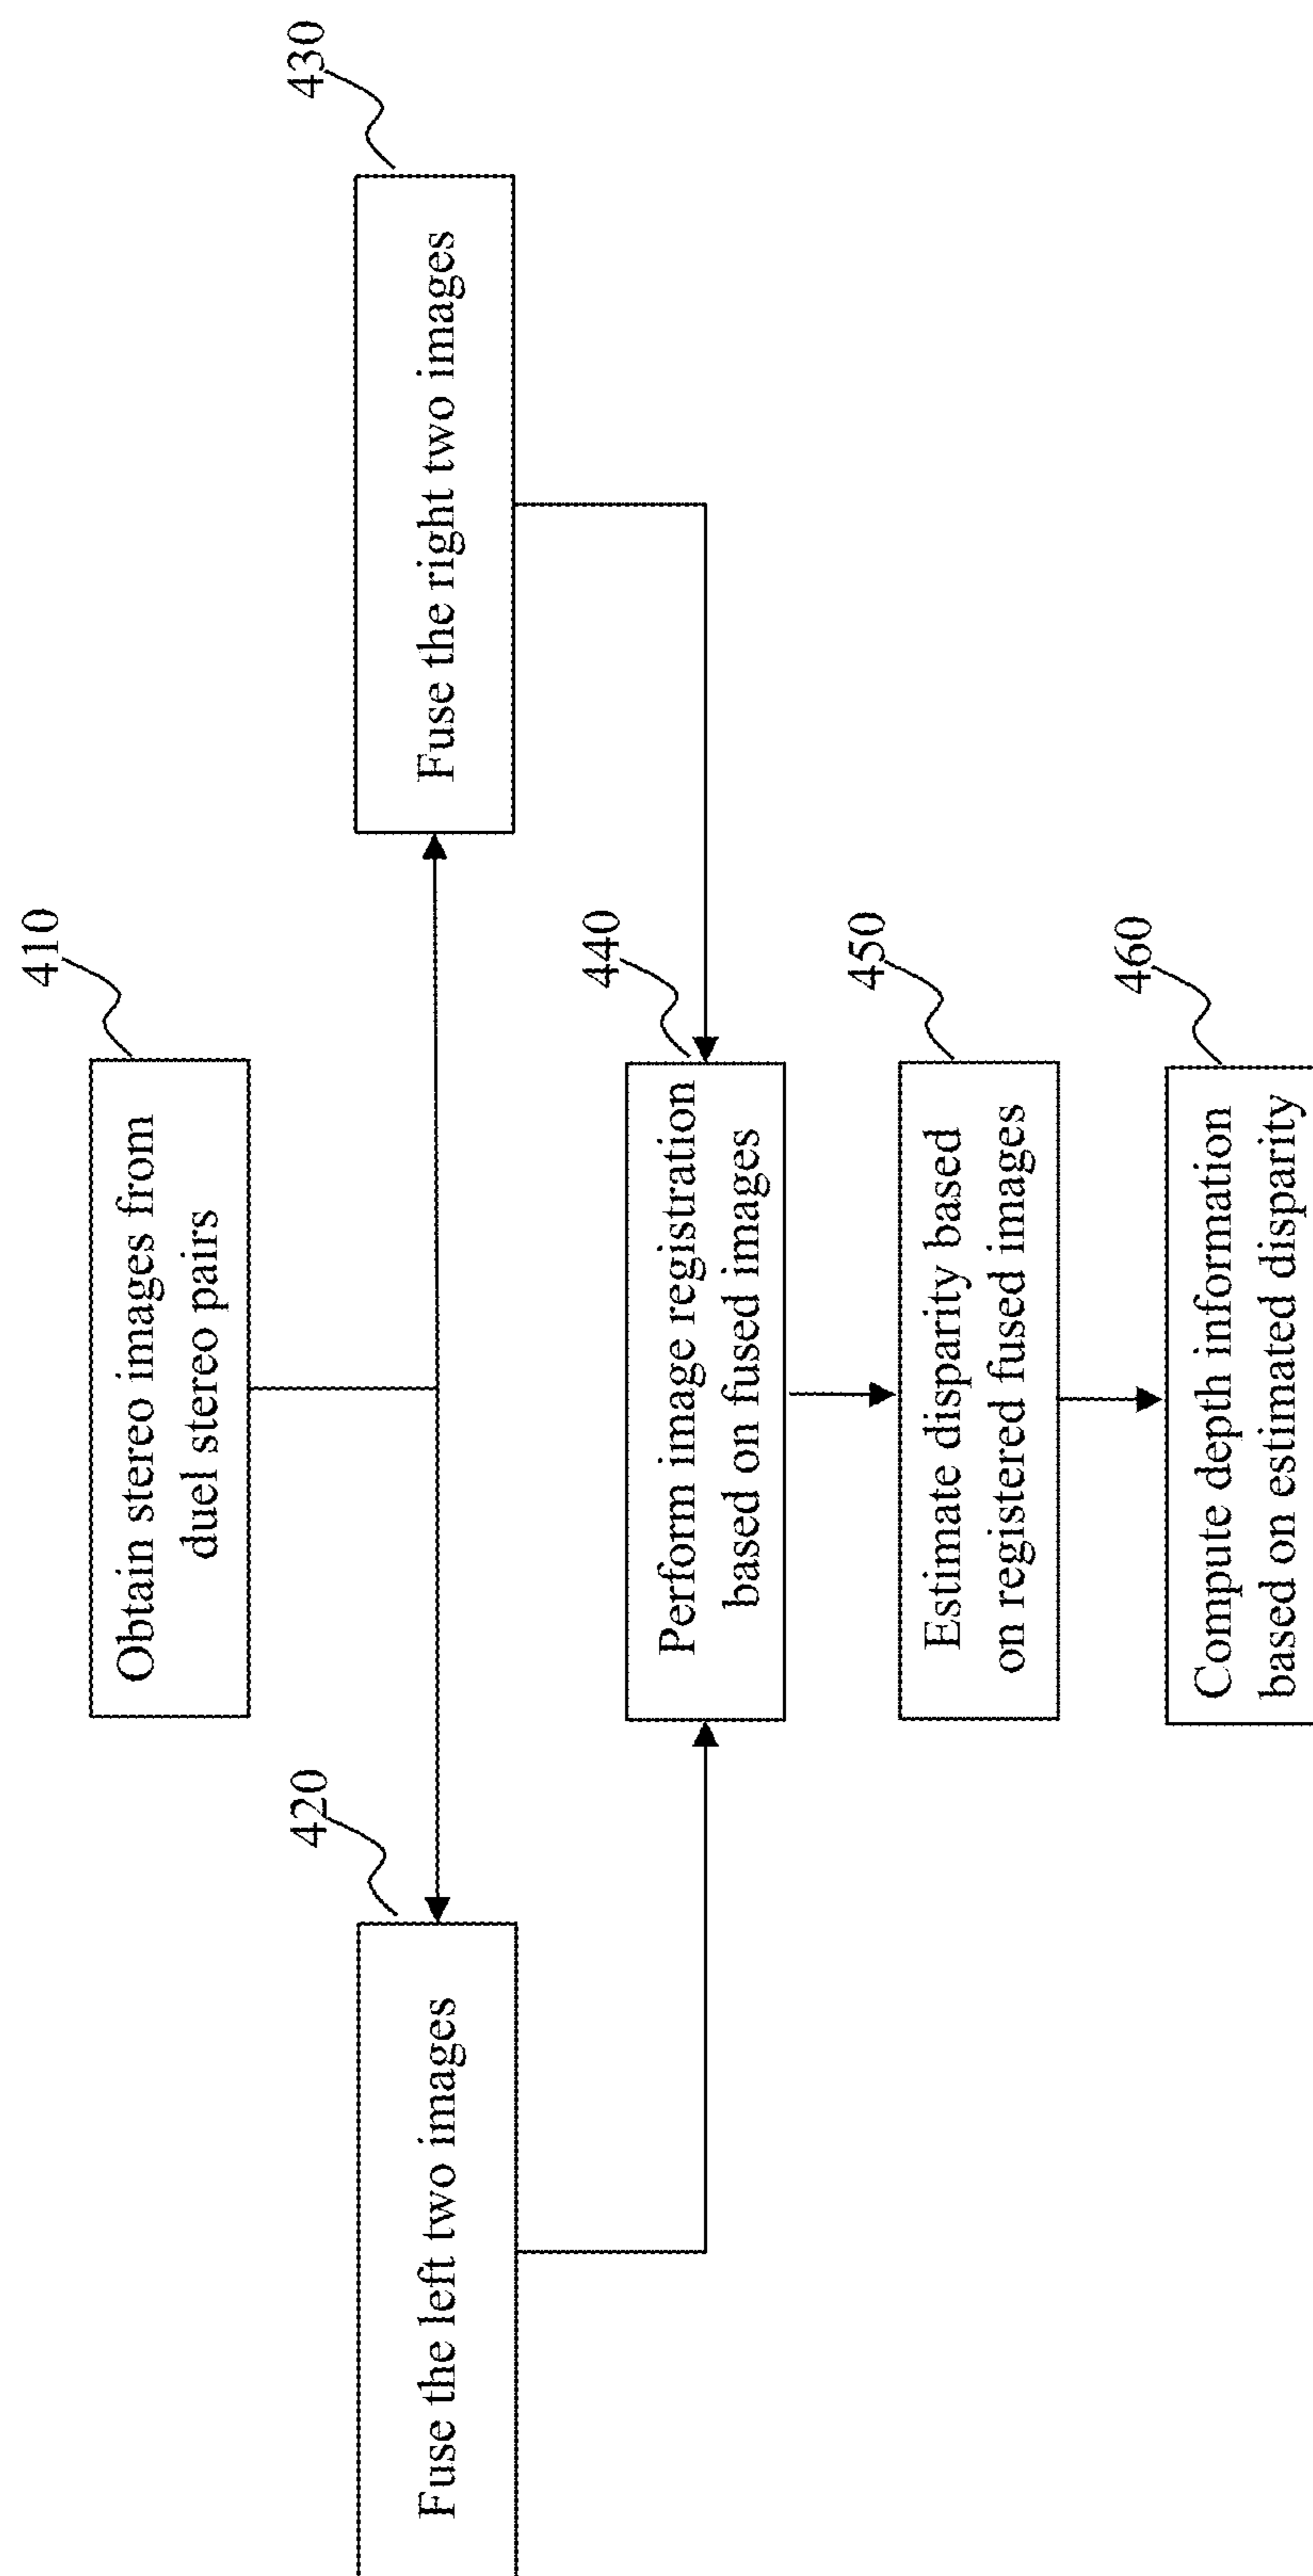 410
Obtain stereo images from
duel stereo pairs
420
Fuse the left two images
430
Fuse the right two images
440
Perform image registration
based on fused images
450
Estimate disparity based
on registered fused images
460
Compute depth information
based on estimated disparity